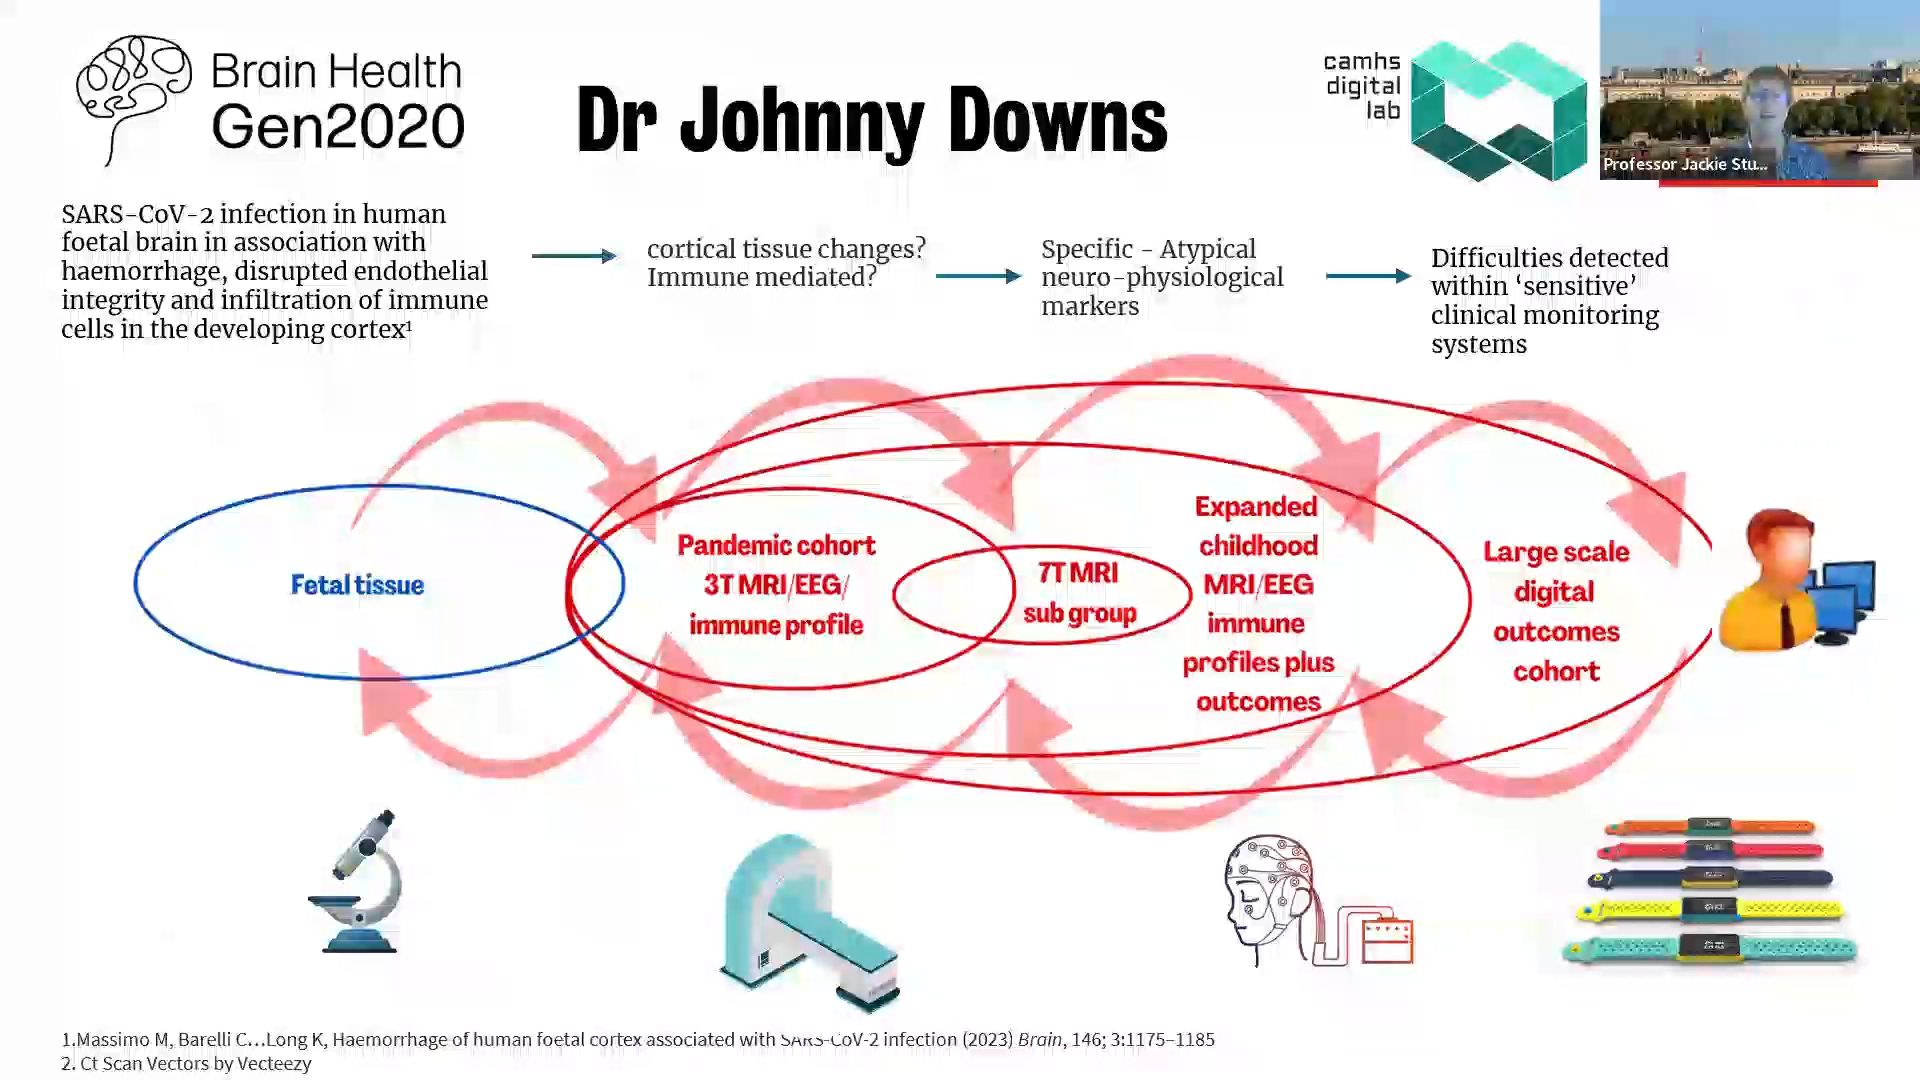 Brain Health
Gen2020
Dr Johnny Downs
camhs
digital
lab
Professor Jackie Stu...
SARS-CoV-2 infection in human
foetal brain in association with
haemorrhage, disrupted endothelial
integrity and infiltration of immune
cells in the developing cortex¹
cortical tissue changes?
Immune mediated?
Specific - Atypical
neuro-physiological
markers
Difficulties detected
within ‘sensitive’
clinical monitoring
systems
Fetal tissue
Pandemic cohort
3T MRI/EEG/
immune profile
7T MRI
sub group
Expanded
childhood
MRI/EEG
immune
profiles plus
outcomes
Large scale
digital
outcomes
cohort
1.Massimo M, Barelli C...Long K, Haemorrhage of human foetal cortex associated with SARS-CoV-2 infection (2023) Brain, 146; 3:1175–1185
2. Ct Scan Vectors by Vecteezy